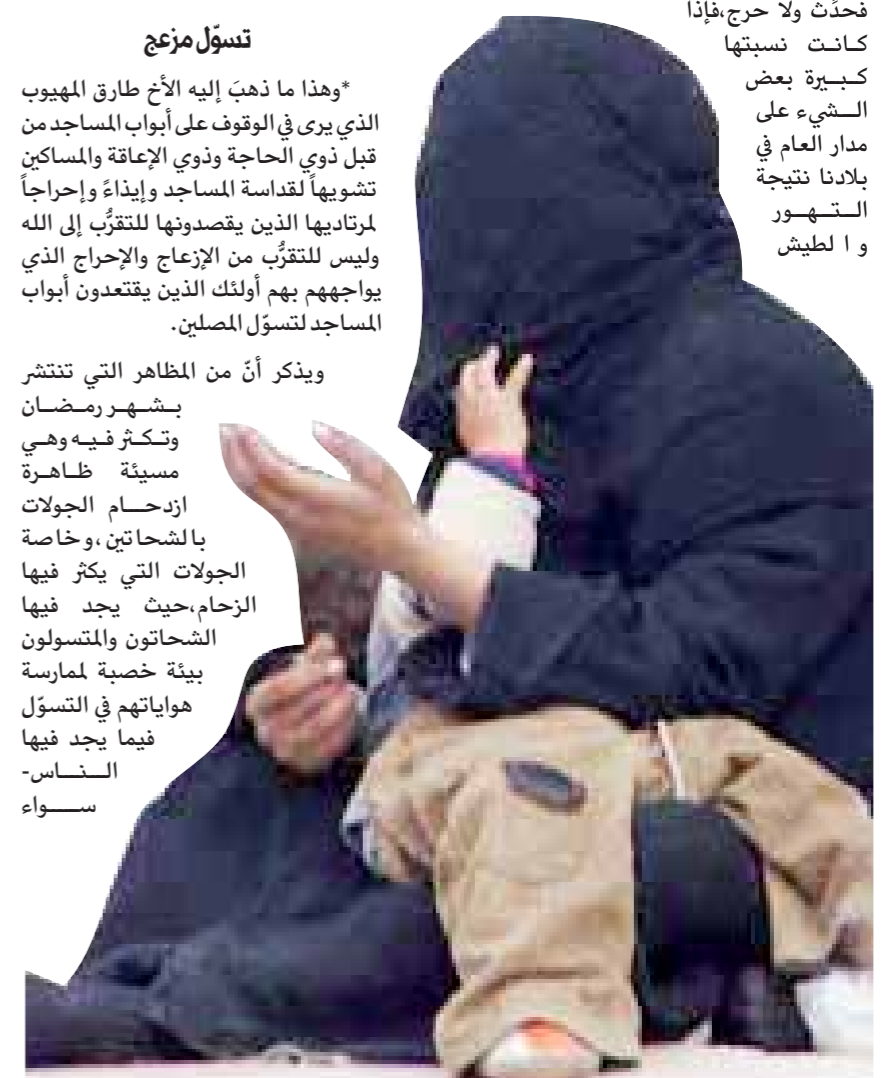 فحدِّث ولا حرج،فإذا
كانت نسبتها
كبيرة بعض
الشيء على
مدار العام في
بلادنا نتيجة
التهور
و ا لطيش
تسوّل مزعج
*وهذا ما ذهبَ إليه الأخ طارق المهيوب
الذي يرى في الوقوف على أبواب المساجد من
قبل ذوي الحاجة وذوي الإعاقة والمساكين
تشويهاً لقداسة المساجد وإيذاءً وإحراجاً
لمرتاديها الذين يقصدونها للتقرُّب إلى الله
وليس للتقرُّب من الإزعاج والإحراج الذي
يواجههم بهم أولئك الذين يقتعدون أبواب
المساجد لتسوّل المصلين.
ويذكر أنّ من المظاهر التي تنتشر
بشهر رمضان
وتكثر فيه وهي
مسيئة ظاهرة
ازدحام الجولات
بالشحاتين،وخاصة
الجولات التي يكثر فيها
الزحام،حيث يجد فيها
الشحاتون والمتسولون
بيئة خصبة لممارسة
هواياتهم في التسوّل
فيما يجد فيها
الناس-
سواء